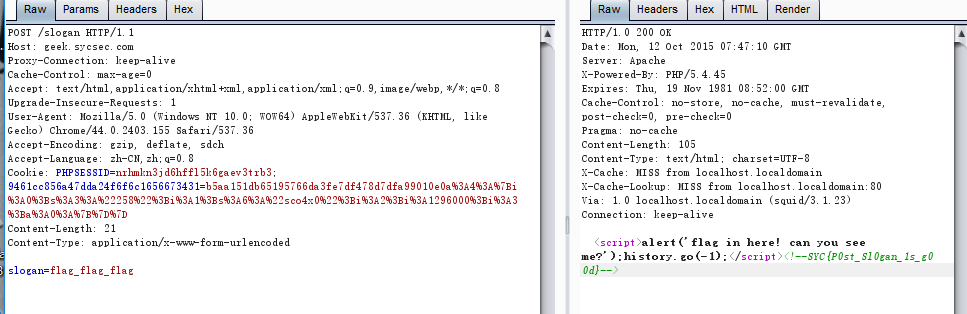 Raw Params Headers Hex
POST /slogan HTTP/1.1
Host: geek.sycsec.com
Proxy-Connection: keep-alive
Cache-Control: max-age=0
Accept: text/html,application/xhtml+xml,application/xml;q=0.9,image/webp,*/*;q=0.8
Upgrade-Insecure-Requests: 1
User-Agent: Mozilla/5.0 (Windows NT 10.0; WOW64) AppleWebKit/537.36 (KHTML, like
Gecko) Chrome/44.0.2403.155 Safari/537.36
Accept-Encoding: gzip, deflate, sdch
Accept-Language: zh-CN,zh;q=0.8
Cookie: PHPSESSID=nrhmkn3jd6hffl5k6gaev3trb3;
9461cc856a47dda24f6f6c1656673431=b5aa151db65195766da3fe7df478d7dfa99010e0a%3A4%3A%7Bi
%3A0%3Bs%3A3%3A%22258%22%3Bi%3A1%3Bs%3A6%3A%22sco4x0%22%3Bi%3A2%3Bi%3A1296000%3Bi%3A3
%3Ba%3A0%3A%7B%7D%7D
Content-Length: 21
Content-Type: application/x-www-form-urlencoded
slogan=flag_flag_flag
Raw Headers Hex HTML Render
HTTP/1.0 200 OK
Date: Mon, 12 Oct 2015 07:47:10 GMT
Server: Apache
X-Powered-By: PHP/5.4.45
Expires: Thu, 19 Nov 1981 08:52:00 GMT
Cache-Control: no-store, no-cache, must-revalidate,
post-check=0, pre-check=0
Pragma: no-cache
Content-Length: 105
Content-Type: text/html; charset=UTF-8
X-Cache: MISS from localhost.localdomain
X-Cache-Lookup: MISS from localhost.localdomain:80
Via: 1.0 localhost.localdomain (squid/3.1.23)
Connection: keep-alive
<script>alert('flag in here! can you see
me?');history.go(-1);</script><!--SYC{P0st_Sl0gan_1s_g0
0d}-->